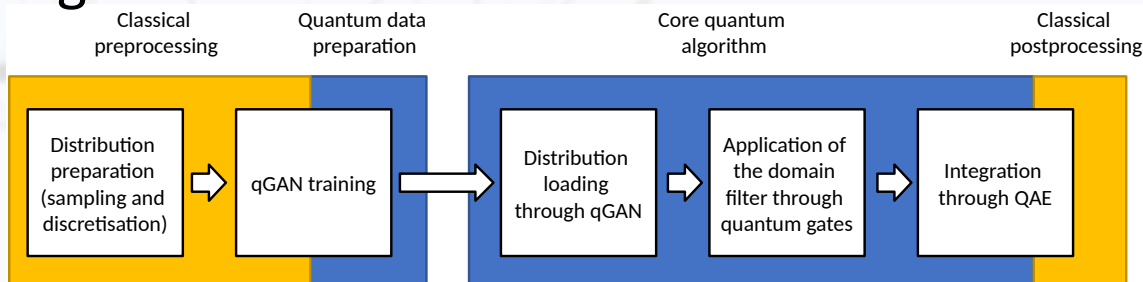 Classical
preprocessing
Quantum data
preparation
Core quantum
algorithm
Classical
postprocessing
Distribution
preparation
(sampling and
discretisation)
qGAN training
Distribution
loading
through qGAN
Application of
the domain
filter through
quantum gates
Integration
through QAE